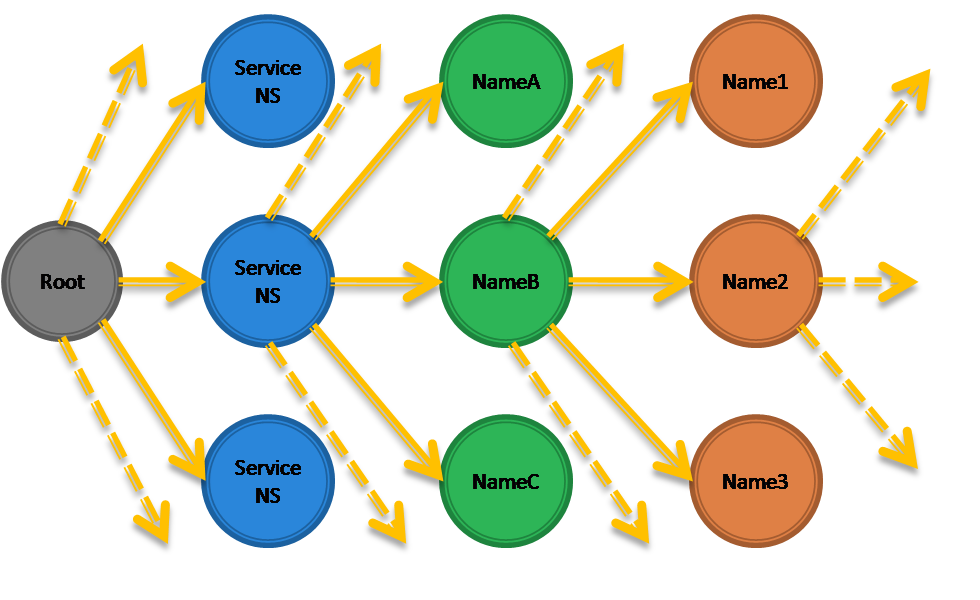 Service
NS
NameA
Name1
Root
Service
NS
NameB
Name2
Service
NS
NameC
Name3